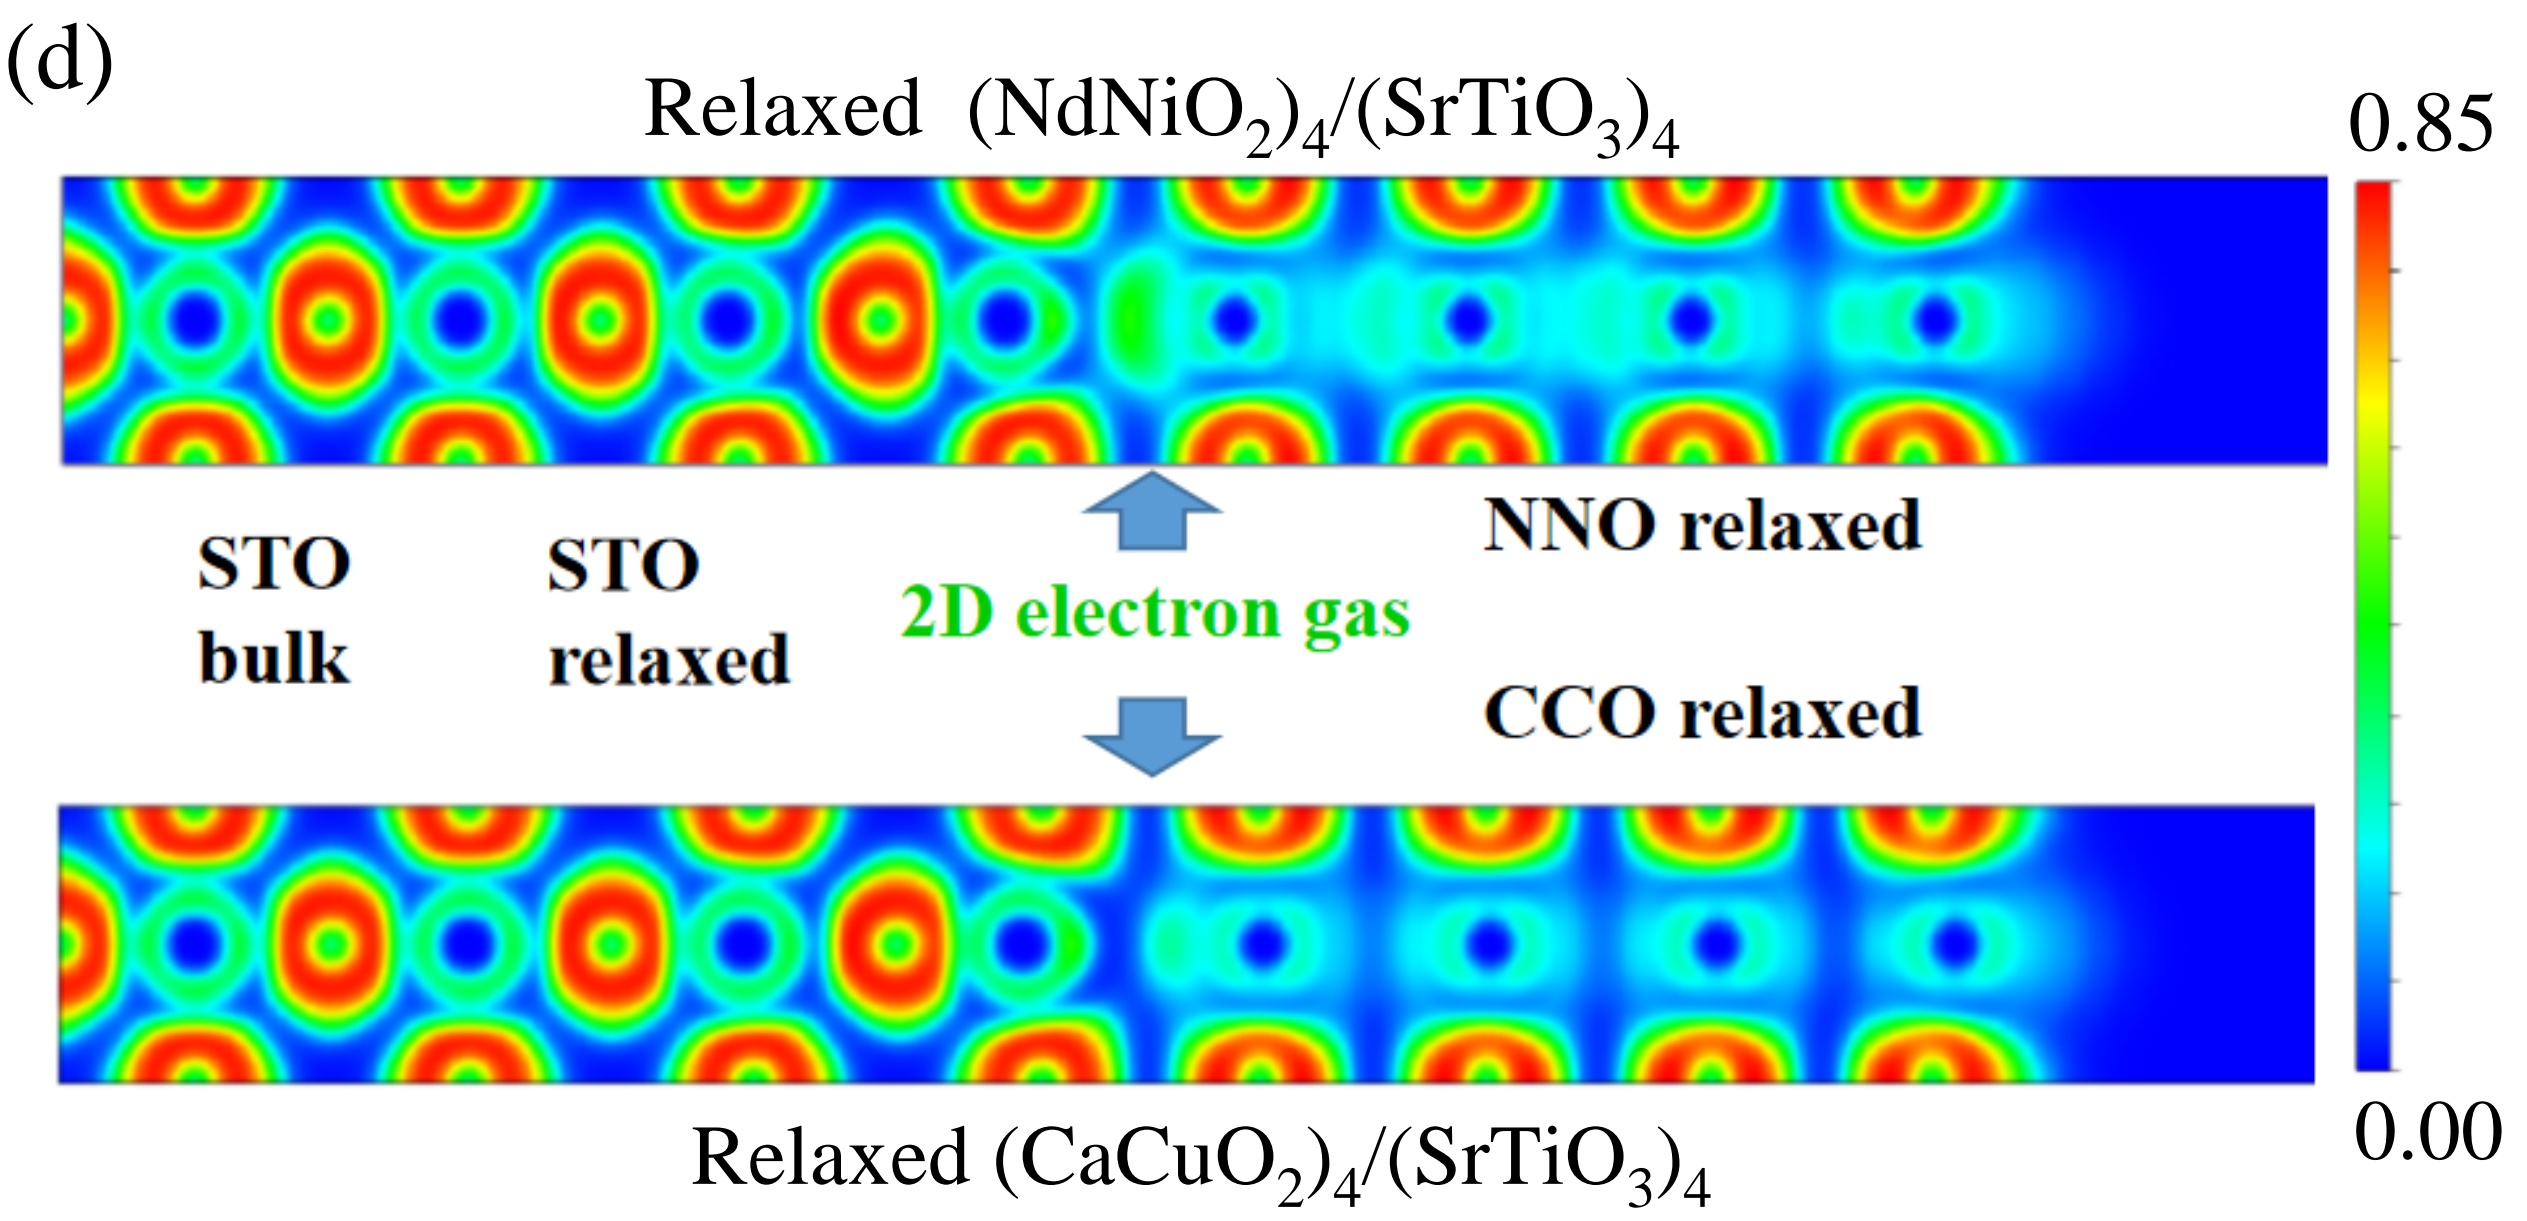 (d)
Relaxed (NdNiO₂)₄/(SrTiO₃)₄
0.85
STO bulk
STO relaxed
2D electron gas
NNO relaxed
CCO relaxed
0.00
Relaxed (CaCuO₂)₄/(SrTiO₃)₄